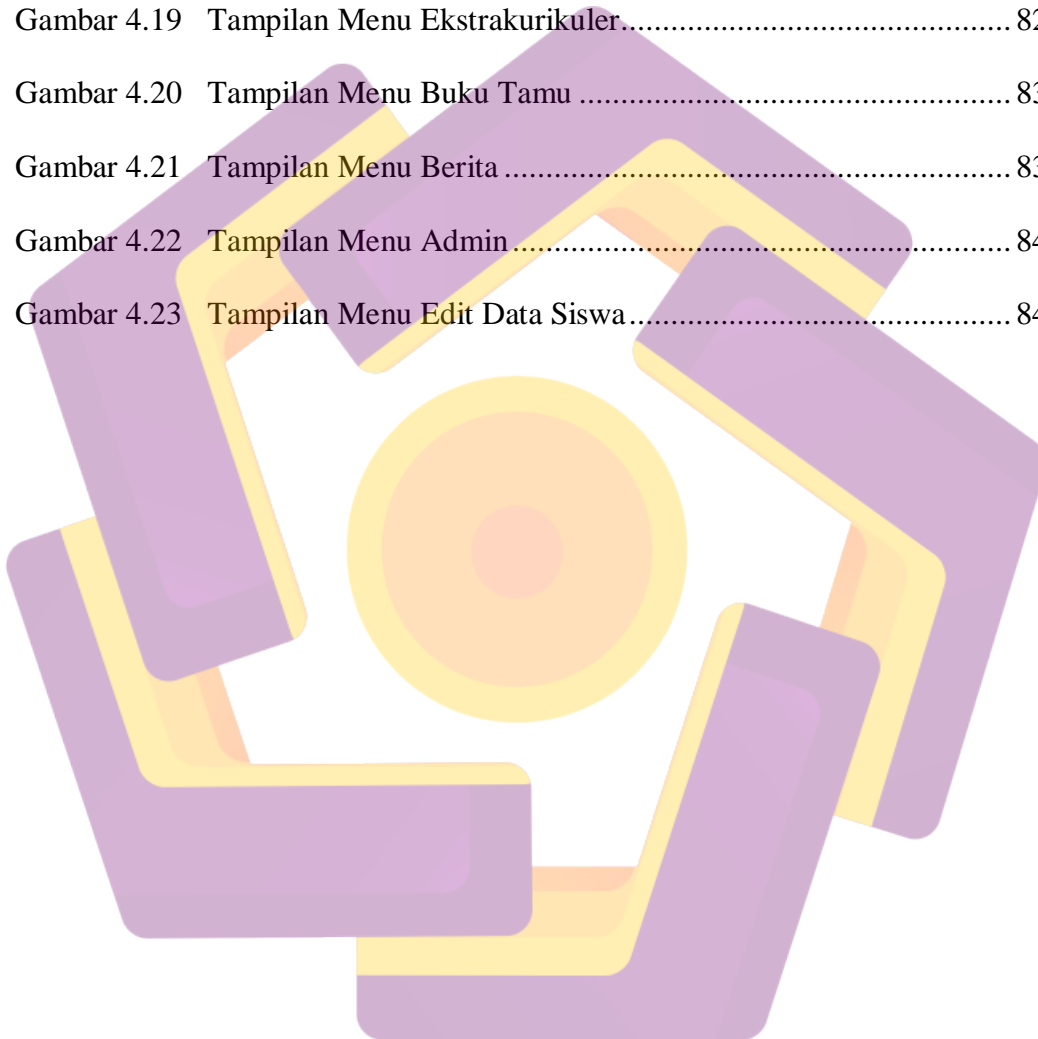 Gambar 4.19 Tampilan Menu Ekstrakurikuler............................................... 82
Gambar 4.20 Tampilan Menu Buku Tamu .................................................... 83
Gambar 4.21 Tampilan Menu Berita ............................................................. 83
Gambar 4.22 Tampilan Menu Admin ............................................................ 84
Gambar 4.23 Tampilan Menu Edit Data Siswa .............................................. 84